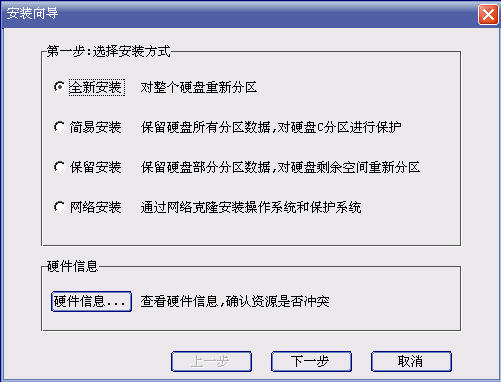 安装向导
第一步:选择安装方式
全新安装 对整个硬盘重新分区
简易安装 保留硬盘所有分区数据,对硬盘C分区进行保护
保留安装 保留硬盘部分分区数据,对硬盘剩余空间重新分区
网络安装 通过网络克隆安装操作系统和保护系统
硬件信息
硬件信息... 查看硬件信息,确认资源是否冲突
上一步 下一步 取消